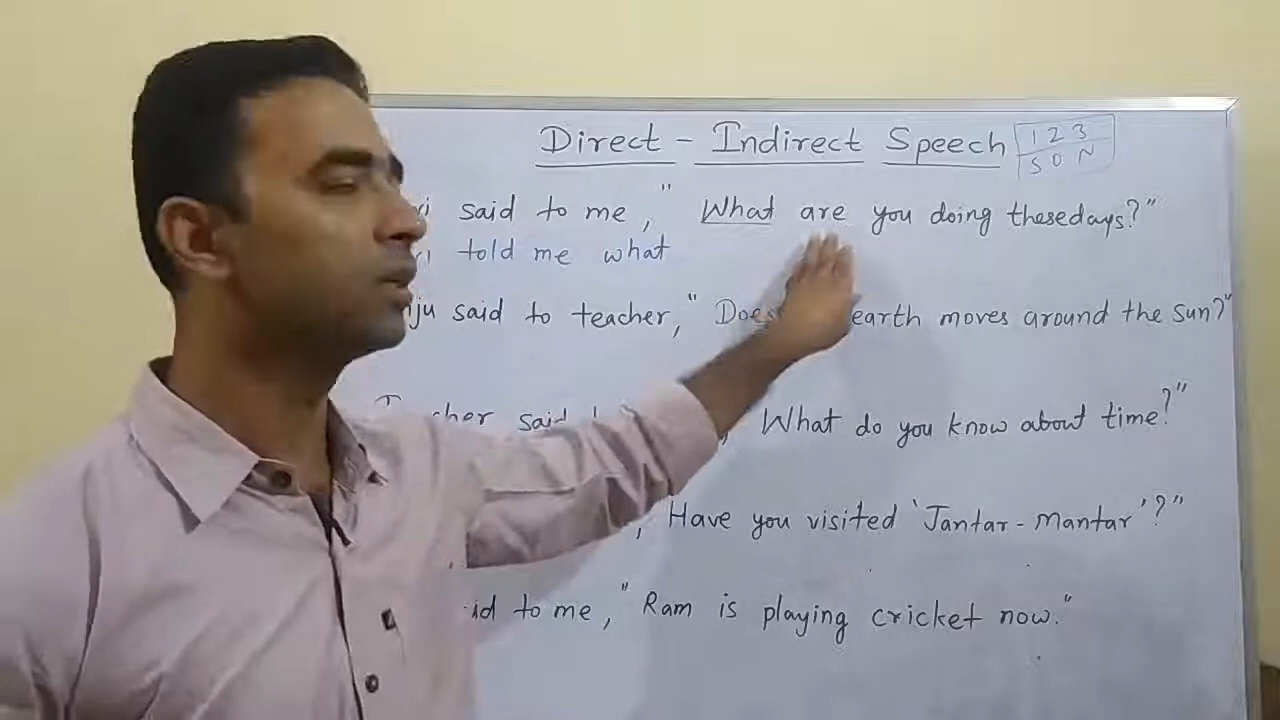 Direct - Indirect Speech
1 2 3
S O N
said to me, " What are you doing thesedays?"
told me what
said to teacher, " earth moves around the sun?"
said What do you know about time?"
, "Have you visited 'Jantar - Mantar'?"
to me, "Ram is playing cricket now."